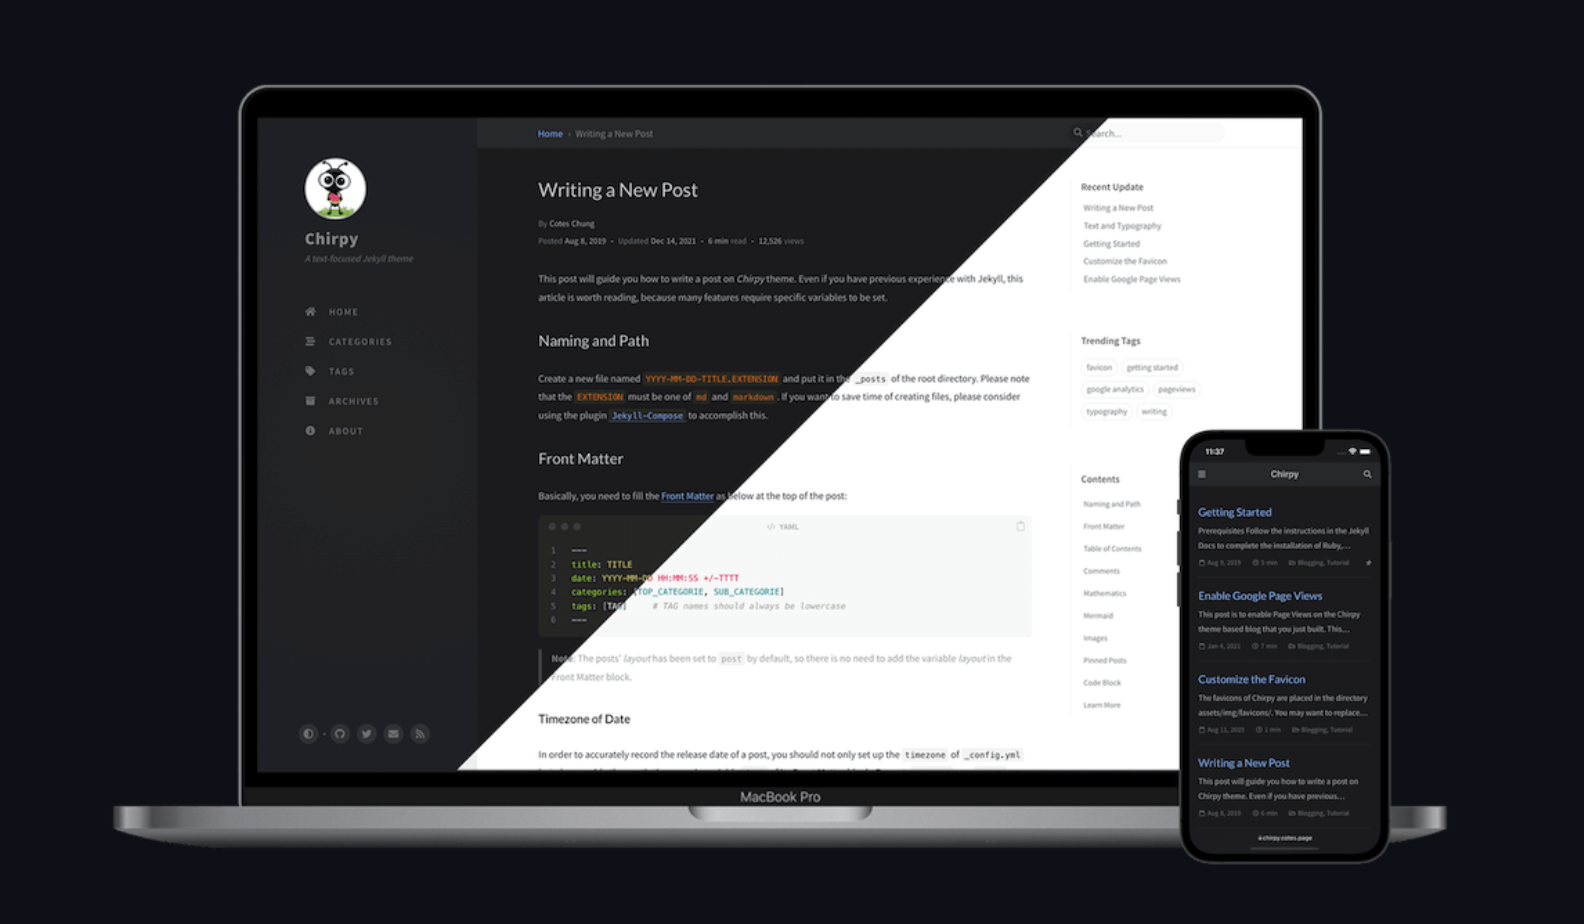 Home › Writing a New Post
Search...
Chirpy
A text-focused Jekyll theme
HOME
CATEGORIES
TAGS
ARCHIVES
ABOUT
Writing a New Post
By Cotes Chung
Posted Aug 8, 2019 • Updated Dec 14, 2021 • 6 min read • 12,526 views
This post will guide you how to write a post on Chirpy theme. Even if you have previous experience with Jekyll, this
article is worth reading, because many features require specific variables to be set.
Naming and Path
Create a new file named YYYY-MM-DD-TITLE.EXTENSION and put it in the _posts of the root directory. Please note
that the EXTENSION must be one of md and markdown. If you want to save time of creating files, please consider
using the plugin Jekyll-Compose to accomplish this.
Front Matter
Basically, you need to fill the Front Matter as below at the top of the post:
</> YAML
1 ---
2 title: TITLE
3 date: YYYY-MM-DD HH:MM:SS +/-TTTT
4 categories: [TOP_CATEGORIE, SUB_CATEGORIE]
5 tags: [TAG] # TAG names should always be lowercase
6 ---
Note: The posts' layout has been set to post by default, so there is no need to add the variable layout in the
Front Matter block.
Timezone of Date
In order to accurately record the release date of a post, you should not only set up the timezone of _config.yml
Recent Update
Writing a New Post
Text and Typography
Getting Started
Customize the Favicon
Enable Google Page Views
Trending Tags
favicon getting started
google analytics pageviews
typography writing
Contents
Naming and Path
Front Matter
Table of Contents
Comments
Mathematics
Mermaid
Images
Pinned Posts
Code Block
Learn More
MacBook Pro
11:37
Chirpy
Getting Started
Prerequisites Follow the instructions in the Jekyll
Docs to complete the installation of Ruby,...
Aug 9, 2019 5 min Blogging, Tutorial
Enable Google Page Views
This post is to enable Page Views on the Chirpy
theme based blog that you just built. This...
Jan 4, 2021 7 min Blogging, Tutorial
Customize the Favicon
The favicons of Chirpy are placed in the directory
assets/img/favicons/. You may want to replace...
Aug 11, 2019 1 min Blogging, Tutorial
Writing a New Post
This post will guide you how to write a post on
Chirpy theme. Even if you have previous...
Aug 8, 2019 6 min Blogging, Tutorial
chirpy.cotes.page